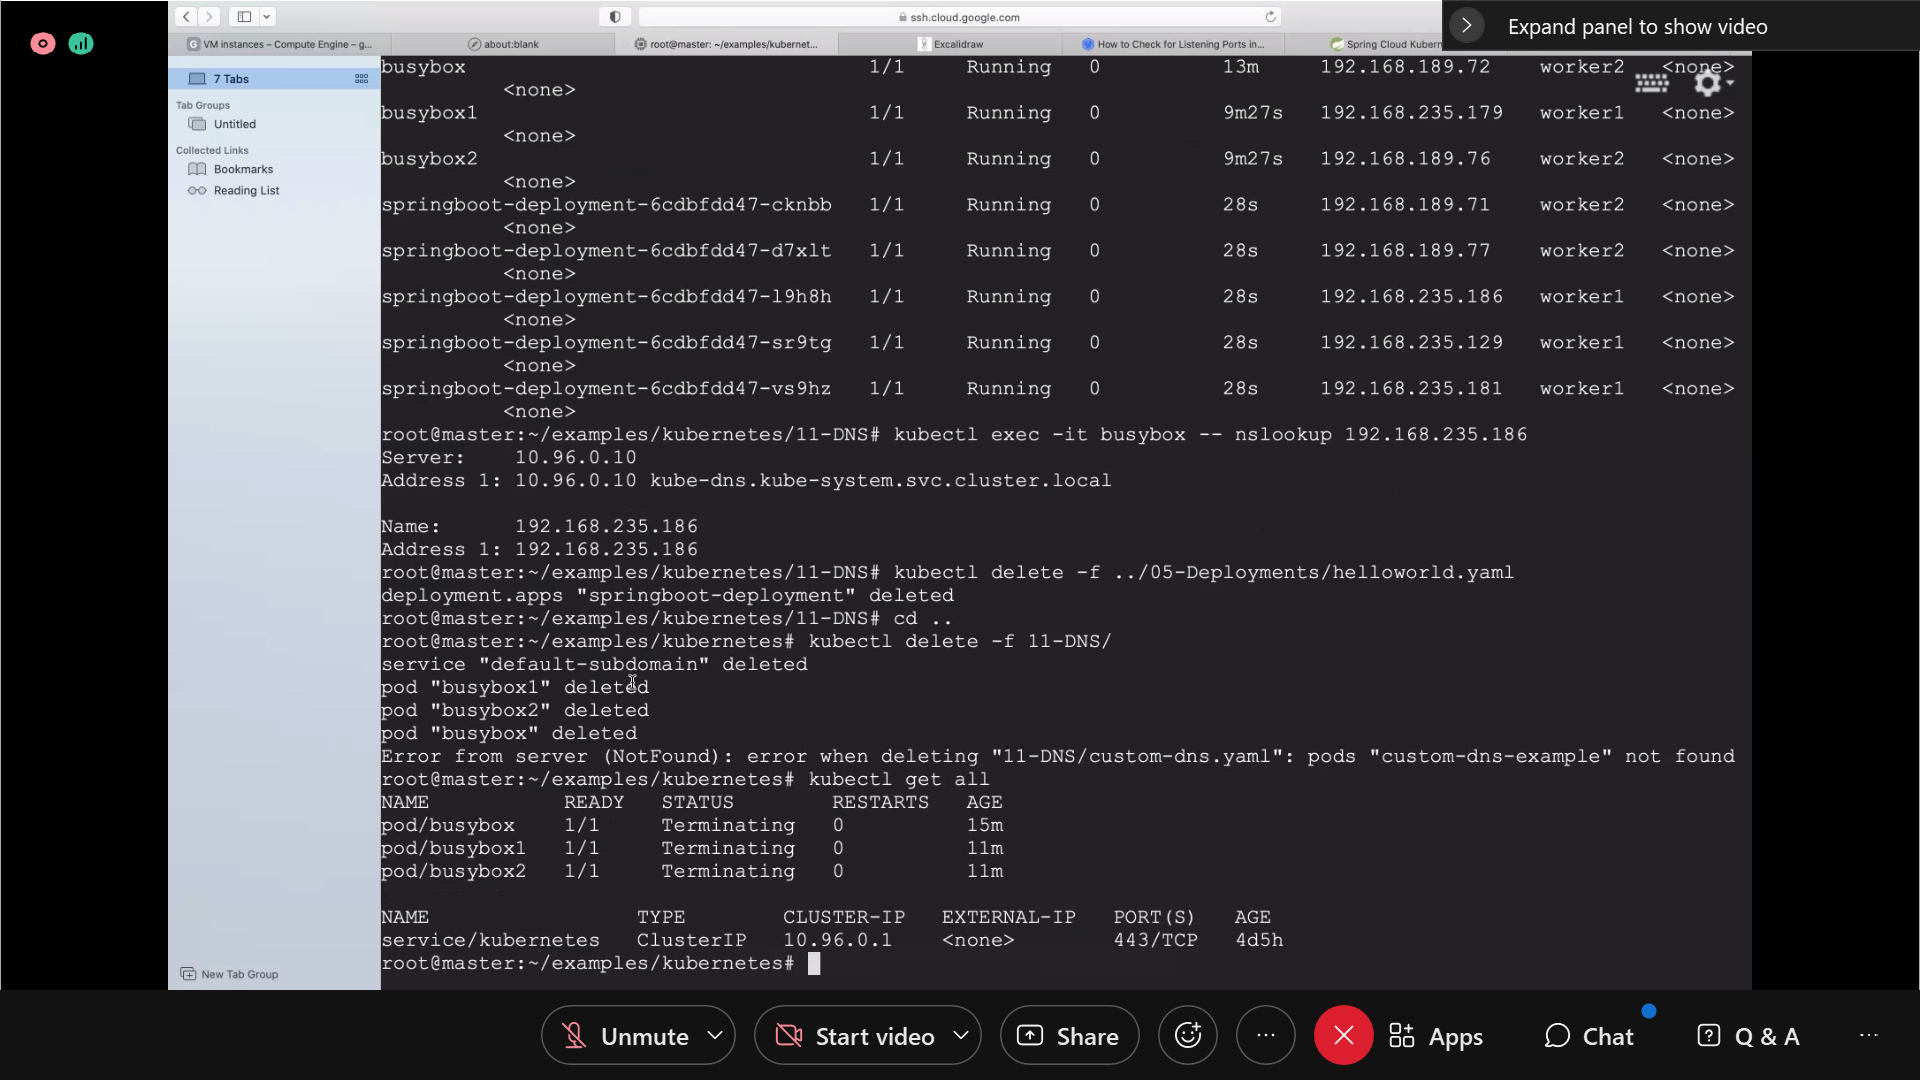 ssh.cloud.google.com
Expand panel to show video
VM instances – Compute Engine – g...
about:blank
root@master: ~/examples/kubernet...
Excalidraw
How to Check for Listening Ports in...
Spring Cloud Kubern
7 Tabs
Tab Groups
Untitled
Collected Links
Bookmarks
Reading List
New Tab Group
busybox 1/1 Running 0 13m 192.168.189.72 worker2 <none>
<none>
busybox1 1/1 Running 0 9m27s 192.168.235.179 worker1 <none>
<none>
busybox2 1/1 Running 0 9m27s 192.168.189.76 worker2 <none>
<none>
springboot-deployment-6cdbfdd47-cknbb 1/1 Running 0 28s 192.168.189.71 worker2 <none>
<none>
springboot-deployment-6cdbfdd47-d7xlt 1/1 Running 0 28s 192.168.189.77 worker2 <none>
<none>
springboot-deployment-6cdbfdd47-l9h8h 1/1 Running 0 28s 192.168.235.186 worker1 <none>
<none>
springboot-deployment-6cdbfdd47-sr9tg 1/1 Running 0 28s 192.168.235.129 worker1 <none>
<none>
springboot-deployment-6cdbfdd47-vs9hz 1/1 Running 0 28s 192.168.235.181 worker1 <none>
<none>
root@master:~/examples/kubernetes/11-DNS# kubectl exec -it busybox -- nslookup 192.168.235.186
Server: 10.96.0.10
Address 1: 10.96.0.10 kube-dns.kube-system.svc.cluster.local
Name: 192.168.235.186
Address 1: 192.168.235.186
root@master:~/examples/kubernetes/11-DNS# kubectl delete -f ../05-Deployments/helloworld.yaml
deployment.apps "springboot-deployment" deleted
root@master:~/examples/kubernetes/11-DNS# cd ..
root@master:~/examples/kubernetes# kubectl delete -f 11-DNS/
service "default-subdomain" deleted
pod "busybox1" deleted
pod "busybox2" deleted
pod "busybox" deleted
Error from server (NotFound): error when deleting "11-DNS/custom-dns.yaml": pods "custom-dns-example" not found
root@master:~/examples/kubernetes# kubectl get all
NAME READY STATUS RESTARTS AGE
pod/busybox 1/1 Terminating 0 15m
pod/busybox1 1/1 Terminating 0 11m
pod/busybox2 1/1 Terminating 0 11m
NAME TYPE CLUSTER-IP EXTERNAL-IP PORT(S) AGE
service/kubernetes ClusterIP 10.96.0.1 <none> 443/TCP 4d5h
root@master:~/examples/kubernetes#
Unmute
Start video
Share
Apps
Chat
Q & A